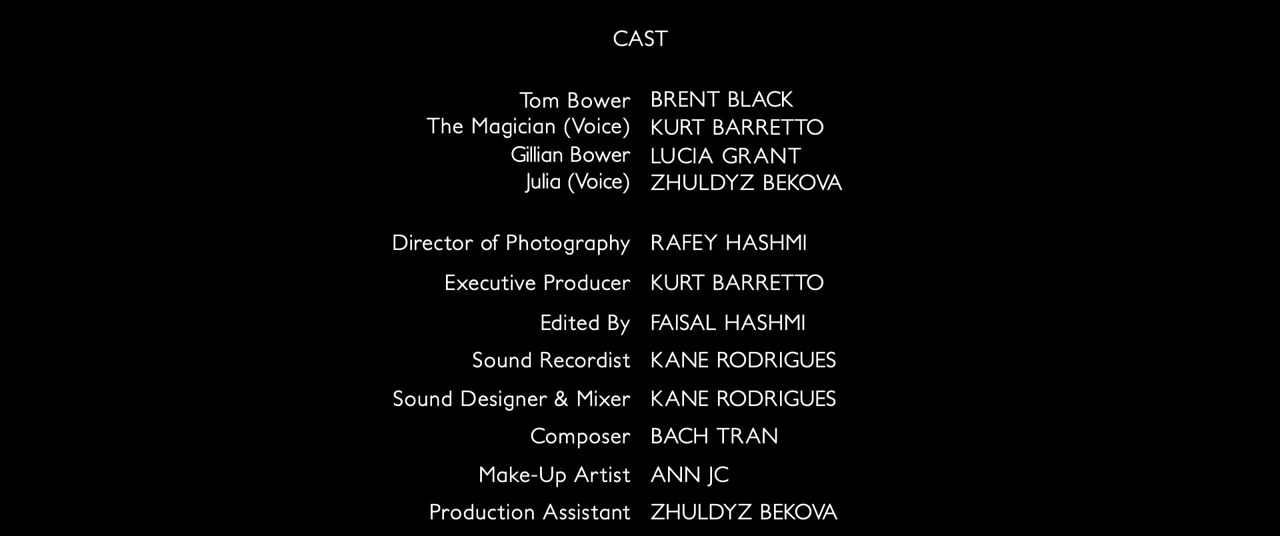 CAST
Tom Bower BRENT BLACK
The Magician (Voice) KURT BARRETTO
Gillian Bower LUCIA GRANT
Julia (Voice) ZHULDYZ BEKOVA
Director of Photography RAFEY HASHMI
Executive Producer KURT BARRETTO
Edited By FAISAL HASHMI
Sound Recordist KANE RODRIGUES
Sound Designer & Mixer KANE RODRIGUES
Composer BACH TRAN
Make-Up Artist ANN JC
Production Assistant ZHULDYZ BEKOVA